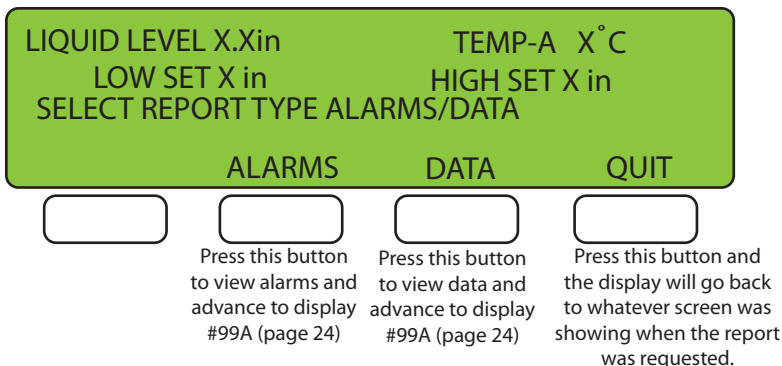 LIQUID LEVEL X.Xin TEMP-A X˚C
LOW SET X in HIGH SET X in
SELECT REPORT TYPE ALARMS/DATA
ALARMS DATA QUIT
Press this button
to view alarms and
advance to display
#99A (page 24)
Press this button
to view data and
advance to display
#99A (page 24)
Press this button and
the display will go back
to whatever screen was
showing when the report
was requested.